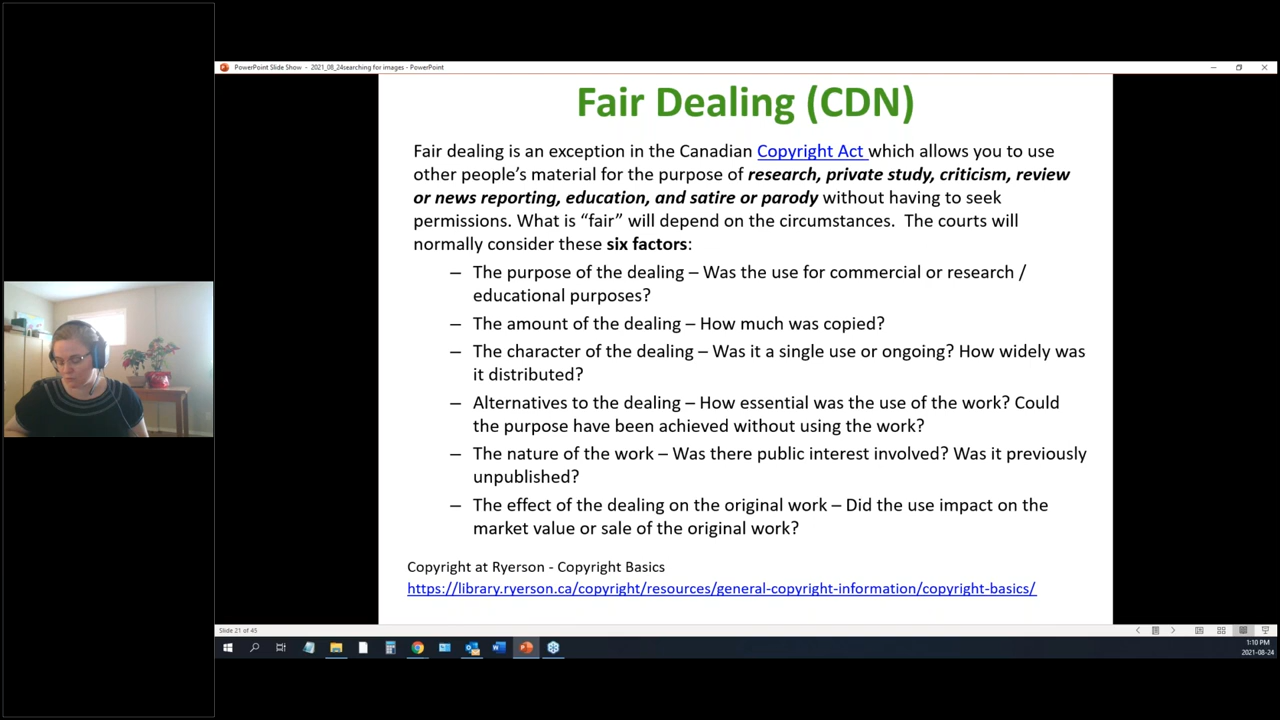 PowerPoint Slide Show - 2021_08_24searching for images - PowerPoint
Fair Dealing (CDN)
Fair dealing is an exception in the Canadian Copyright Act which allows you to use
other people's material for the purpose of research, private study, criticism, review
or news reporting, education, and satire or parody without having to seek
permissions. What is “fair” will depend on the circumstances.  The courts will
normally consider these six factors:
– The purpose of the dealing – Was the use for commercial or research /
educational purposes?
– The amount of the dealing – How much was copied?
– The character of the dealing – Was it a single use or ongoing? How widely was
it distributed?
– Alternatives to the dealing – How essential was the use of the work? Could
the purpose have been achieved without using the work?
– The nature of the work – Was there public interest involved? Was it previously
unpublished?
– The effect of the dealing on the original work – Did the use impact on the
market value or sale of the original work?
Copyright at Ryerson - Copyright Basics
https://library.ryerson.ca/copyright/resources/general-copyright-information/copyright-basics/
Slide 21 of 45
1:10 PM
2021-08-24